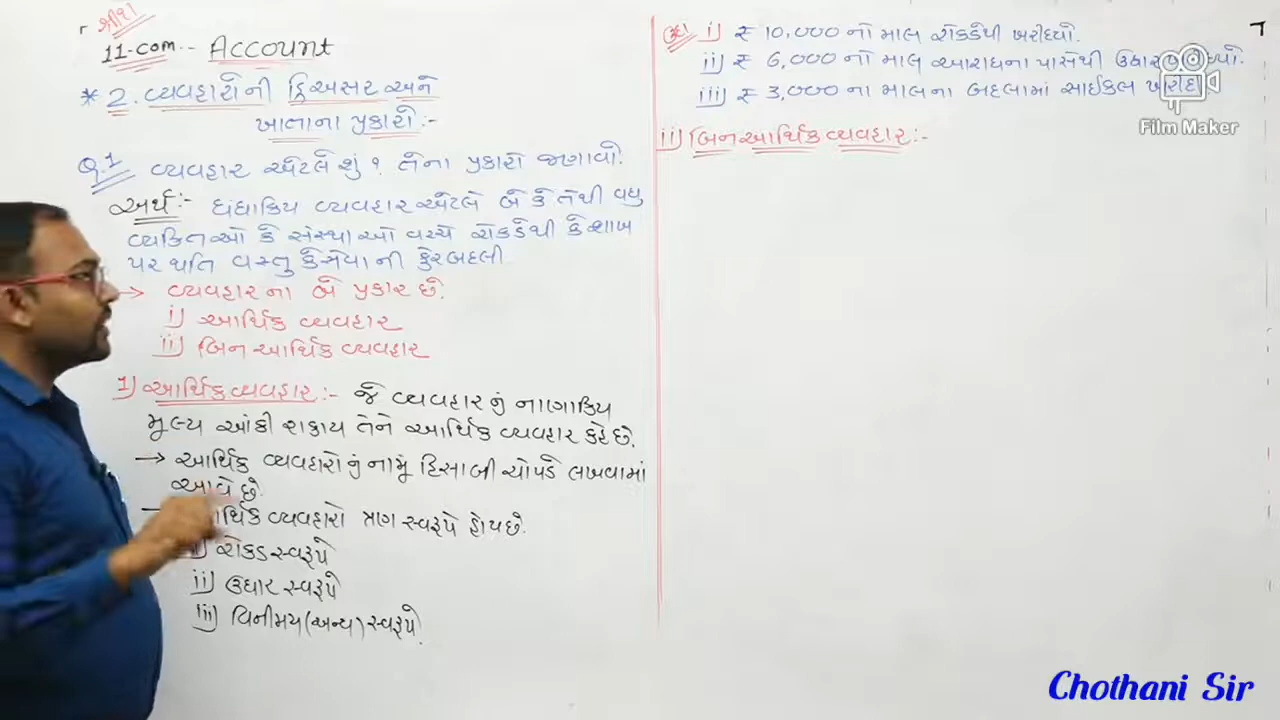 શ્રી૧ા
11-com.- Account
* 2. વ્યવહારોની દ્વિઅસર અને
ખાતાના પ્રકારો:-
Q.1 વ્યવહાર એટલે શું ? તેના પ્રકારો જણાવો.
અર્થ:- ધંધાકિય વ્યવહાર એટલે બે કે તેથી વધુ
વ્યકિતઓ કે સંસ્થાઓ વચ્ચે રોકડેથી કે શાખ
પર થતિ વસ્તુ કે સેવાની ફેરબદલી
→ વ્યવહારના બે પ્રકાર છે.
i) આર્થિક વ્યવહાર
ii) બિન આર્થિક વ્યવહાર
1) આર્થિક વ્યવહાર:- જે વ્યવહારનું નાણાકિય
મૂલ્ય આંકી શકાય તેને આર્થિક વ્યવહાર કહે છે.
→ આર્થિક વ્યવહારોનું નામું હિસાબી ચોપડે લખવામાં
આવે છે.
આર્થિક વ્યવહારો ત્રણ સ્વરૂપે હોય છે.
i) રોકડ સ્વરૂપે
ii) ઉધાર સ્વરૂપે
iii) વિનીમય (અન્ય) સ્વરૂપે.
ઉદા i) ₹ 10,000 નો માલ રોકડેથી ખરીદ્યો.
ii) ₹ 6,000 નો માલ આરાધના પાસેથી ઉધાર
iii) ₹ 3,000 ના માલના બદલામાં સાઈકલ ખરીદી
ii) બિન આર્થિક વ્યવહાર:-
Film Maker
Chothani Sir